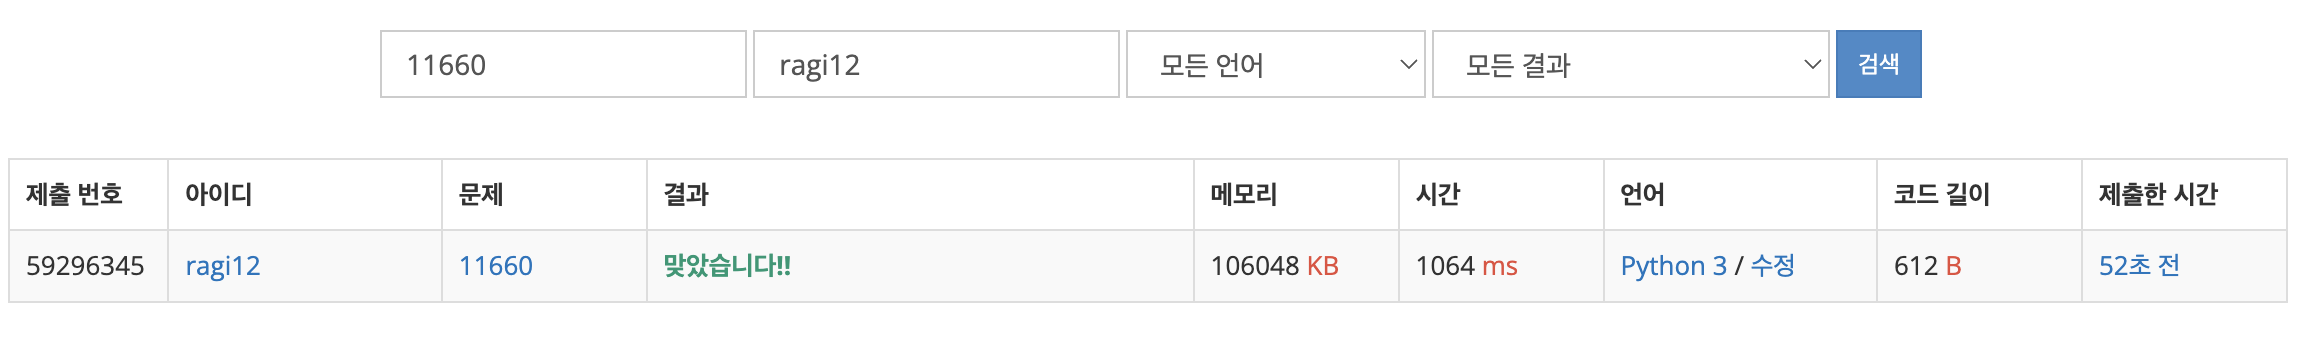 11660 ragi12 모든 언어 모든 결과 검색
제출 번호 아이디 문제 결과 메모리 시간 언어 코드 길이 제출한 시간
59296345 ragi12 11660 맞았습니다!! 106048 KB 1064 ms Python 3 / 수정 612 B 52초 전